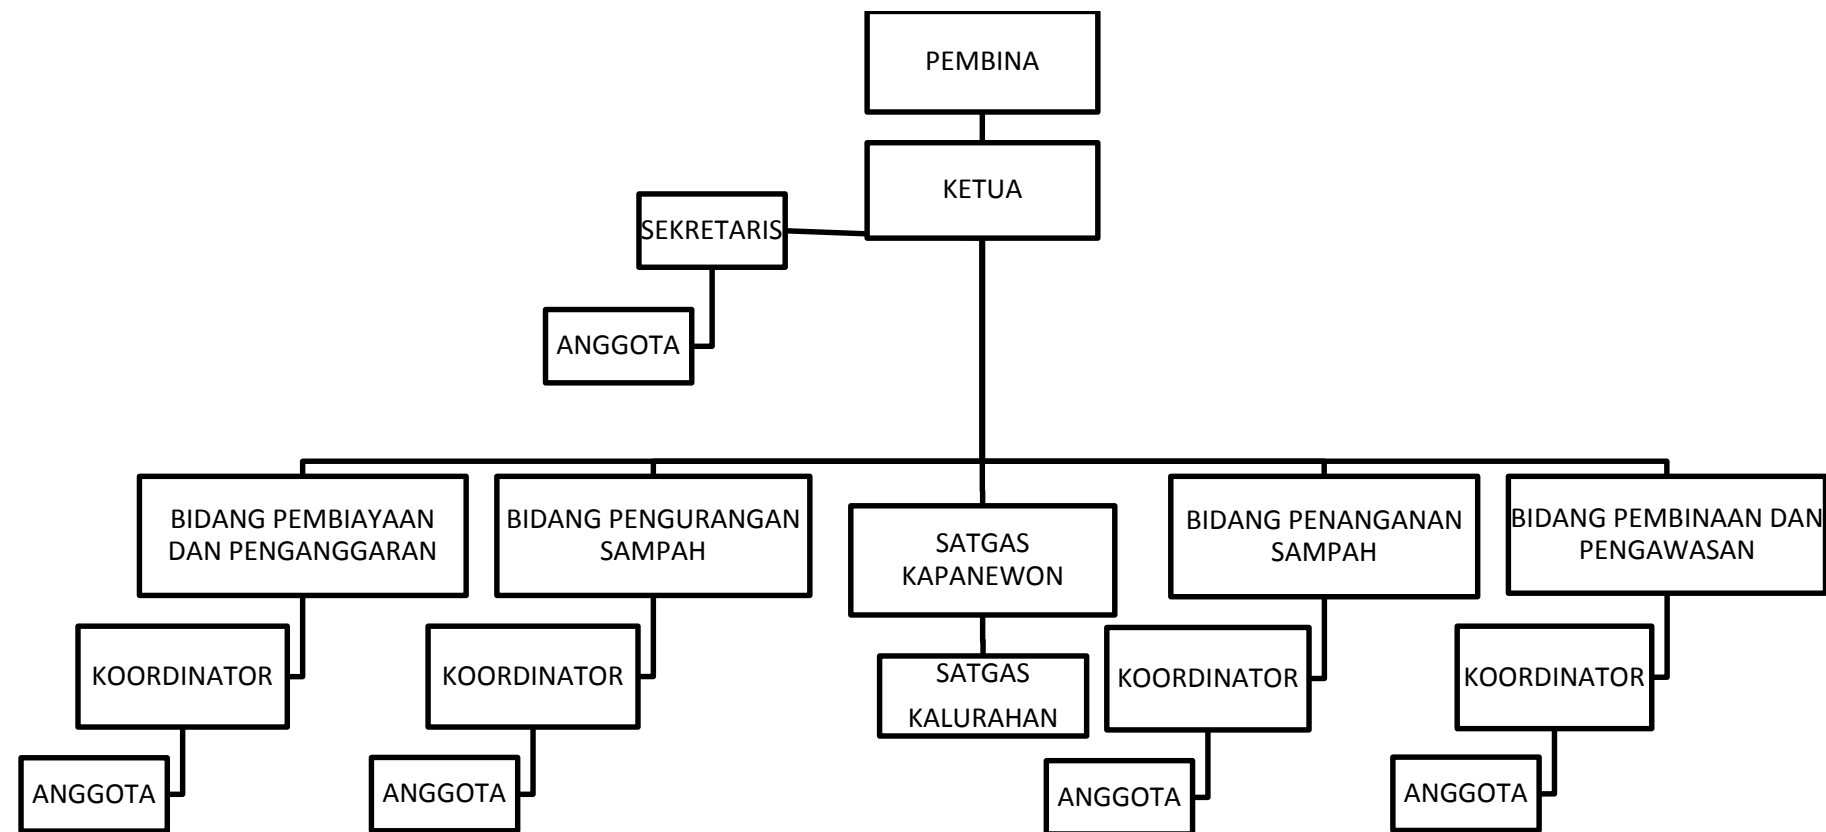 PEMBINA
KETUA
SEKRETARIS
ANGGOTA
BIDANG PEMBIAYAAN
DAN PENGANGGARAN
BIDANG PENGURANGAN
SAMPAH
SATGAS
KAPANEWON
BIDANG PENANGANAN
SAMPAH
BIDANG PEMBINAAN DAN
PENGAWASAN
KOORDINATOR
KOORDINATOR
SATGAS
KALURAHAN
KOORDINATOR
KOORDINATOR
ANGGOTA
ANGGOTA
ANGGOTA
ANGGOTA